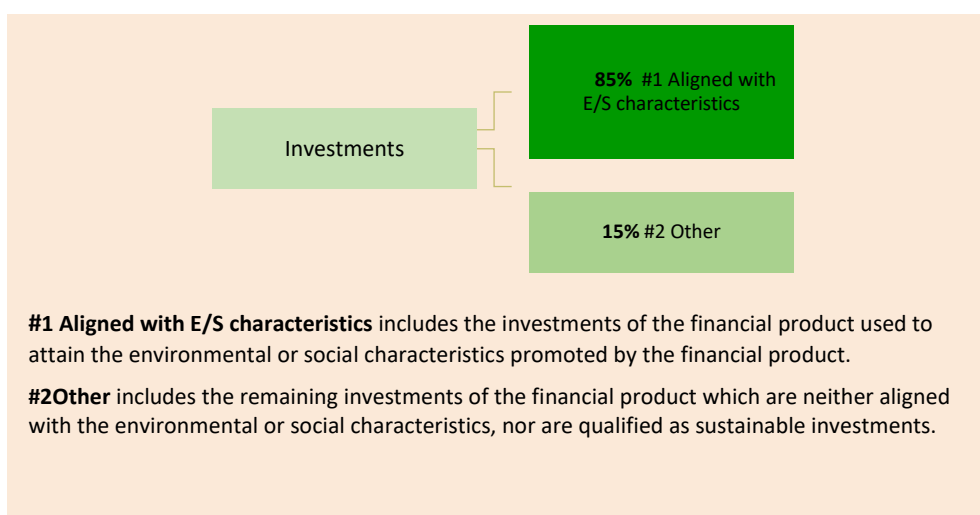 85% #1 Aligned with
E/S characteristics
Investments
15% #2 Other
#1 Aligned with E/S characteristics includes the investments of the financial product used to
attain the environmental or social characteristics promoted by the financial product.
#2Other includes the remaining investments of the financial product which are neither aligned
with the environmental or social characteristics, nor are qualified as sustainable investments.